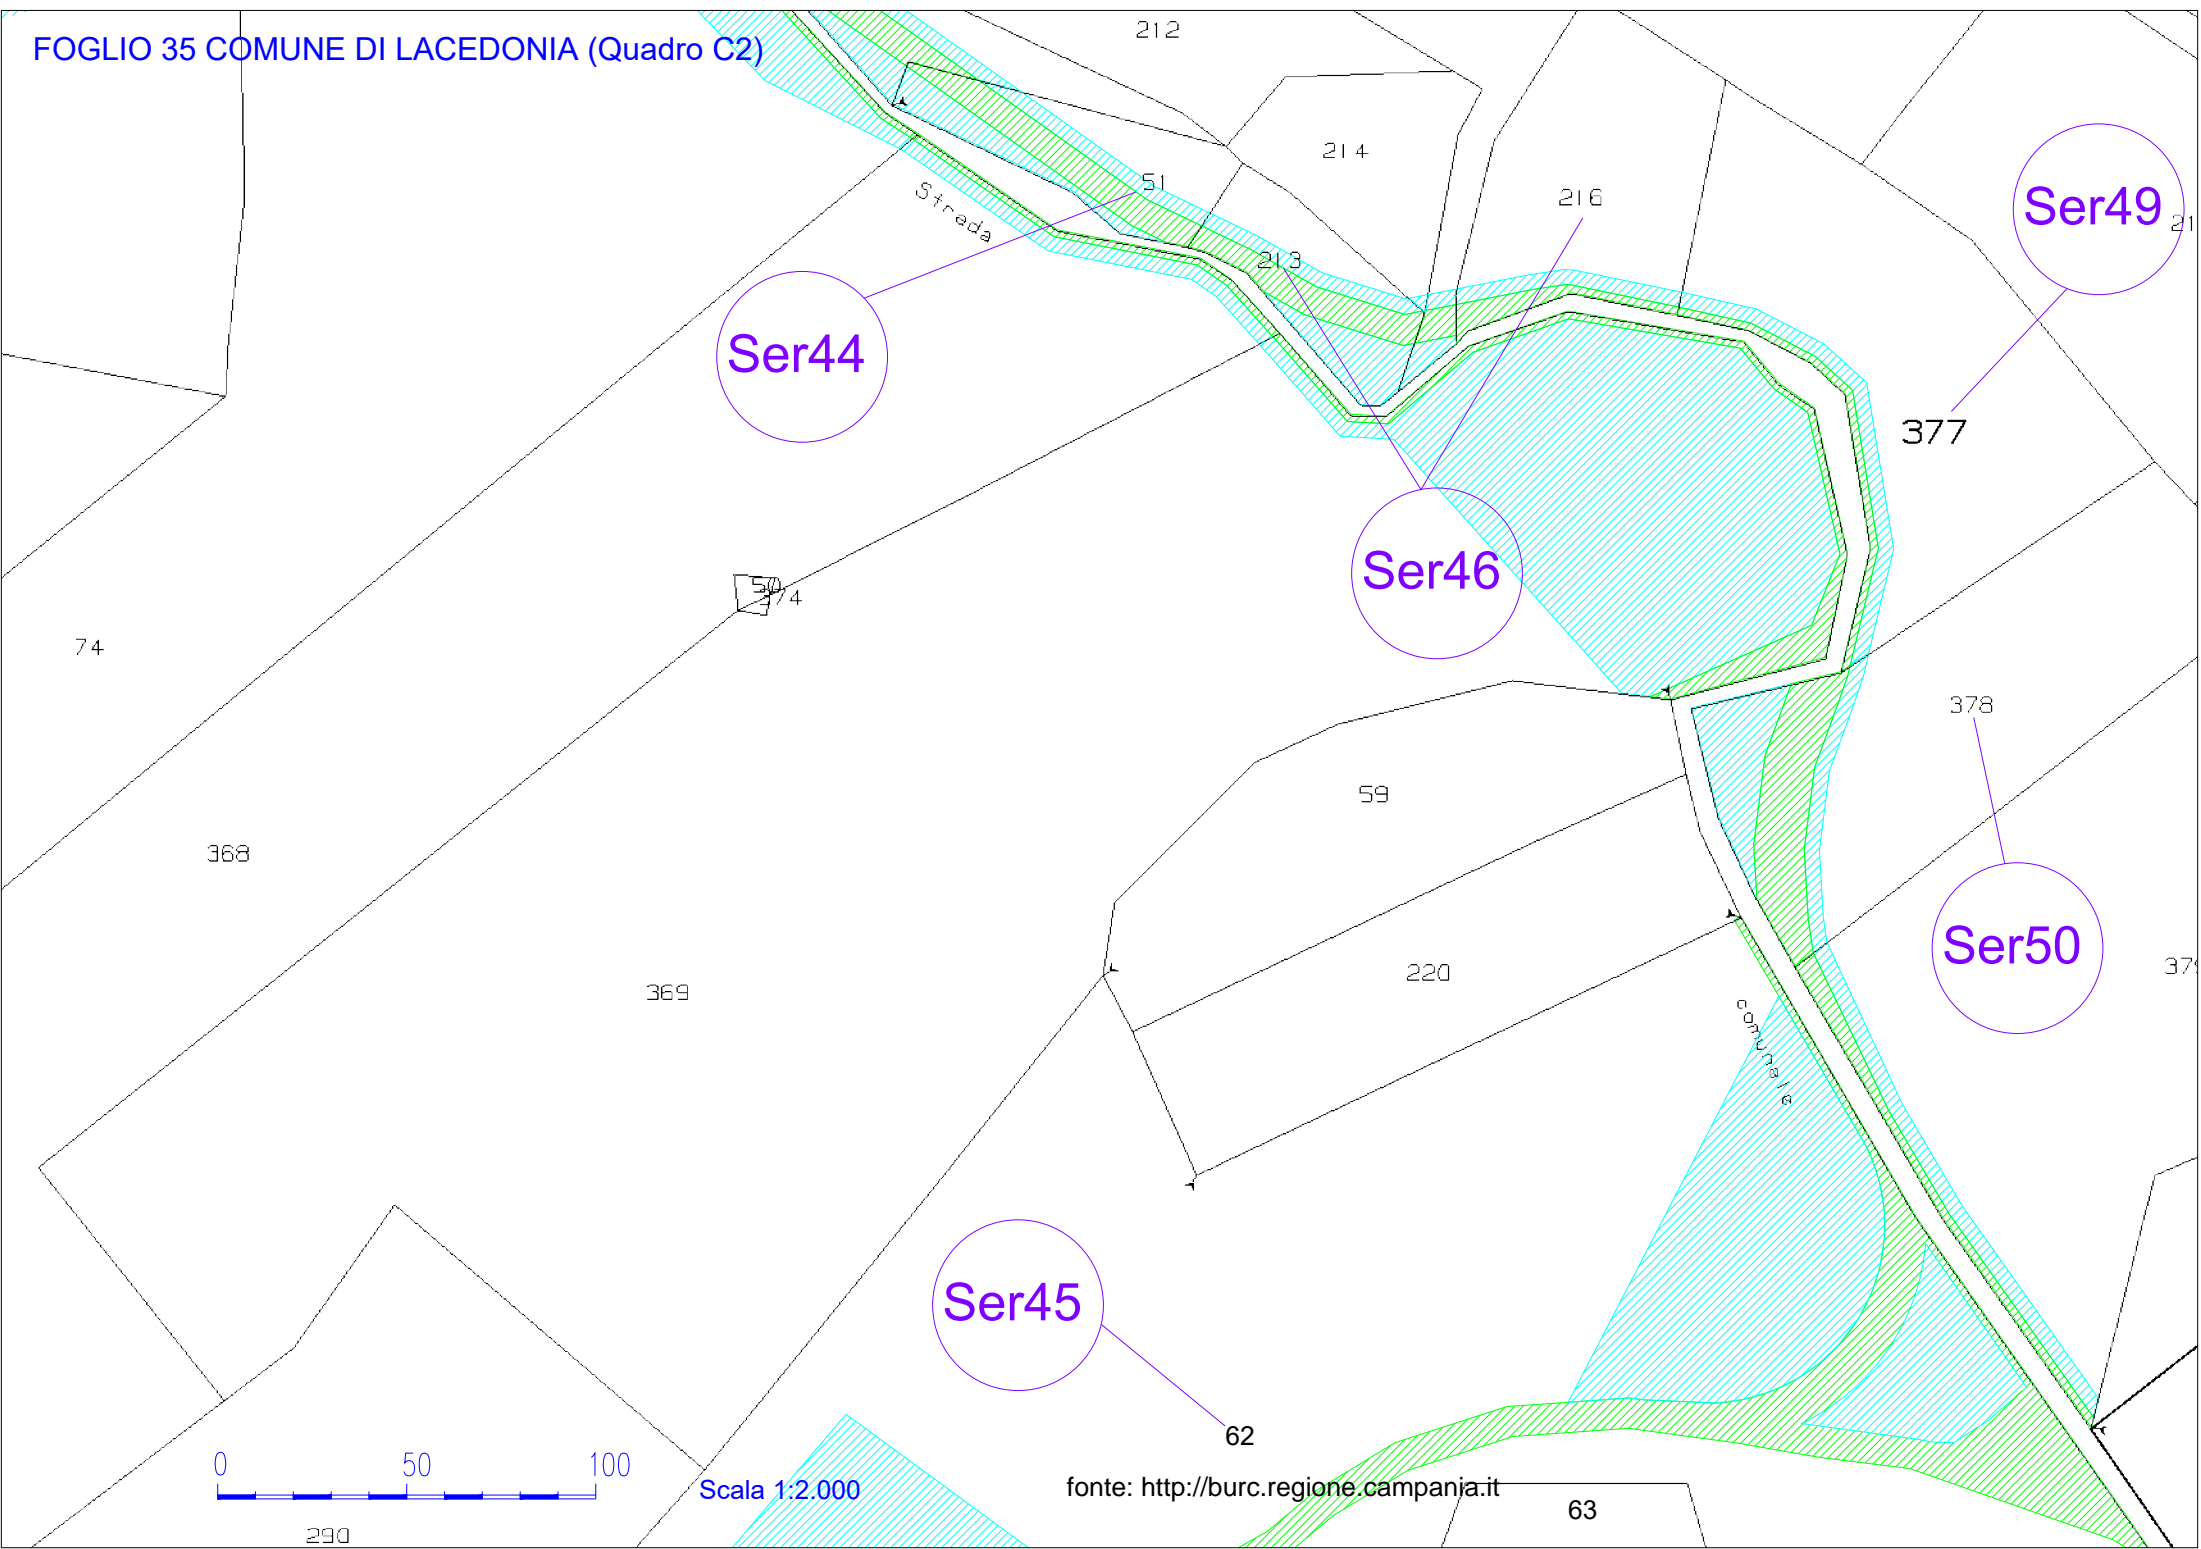 FOGLIO 35 COMUNE DI LACEDONIA (Quadro C2)
212
214
51
216
Ser49
Strada
213
Ser44
377
Ser46
50
374
74
378
59
368
Ser50
220
369
comunale
Ser45
62
0 50 100
Scala 1:2.000
fonte: http://burc.regione.campania.it
63
290